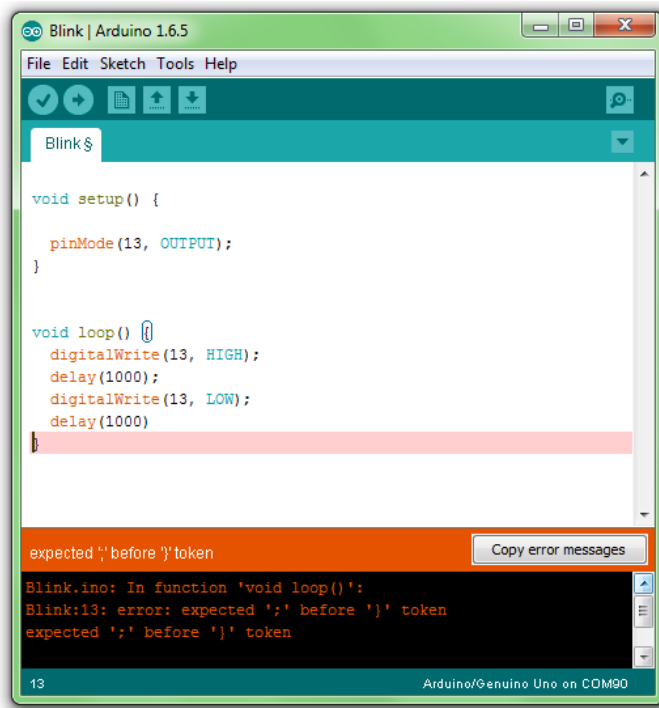 Blink | Arduino 1.6.5
File Edit Sketch Tools Help
Blink §
void setup() {
  pinMode(13, OUTPUT);
}
void loop() {
  digitalWrite(13, HIGH);
  delay(1000);
  digitalWrite(13, LOW);
  delay(1000)
}
expected ';' before '}' token
Copy error messages
Blink.ino: In function 'void loop()':
Blink:13: error: expected ';' before '}' token
expected ';' before '}' token
13
Arduino/Genuino Uno on COM90